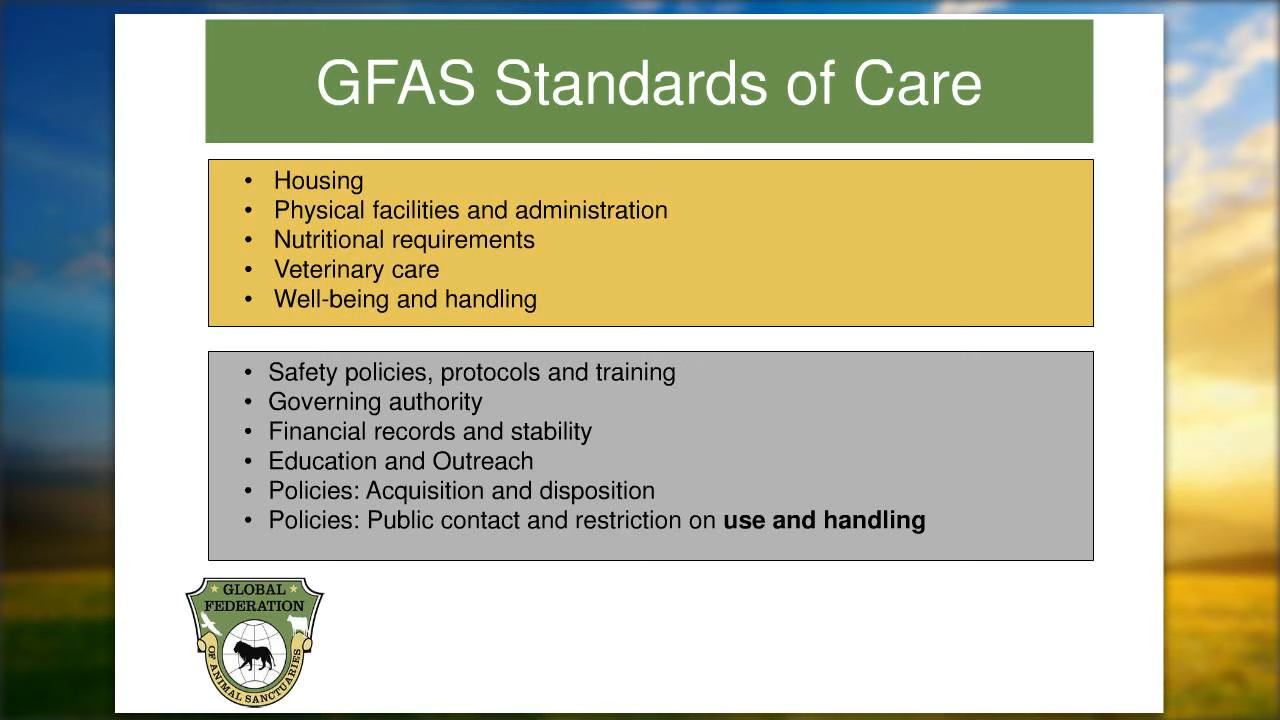 GFAS Standards of Care
• Housing
• Physical facilities and administration
• Nutritional requirements
• Veterinary care
• Well-being and handling
• Safety policies, protocols and training
• Governing authority
• Financial records and stability
• Education and Outreach
• Policies: Acquisition and disposition
• Policies: Public contact and restriction on use and handling
GLOBAL
FEDERATION
OF ANIMAL SANCTUARIES